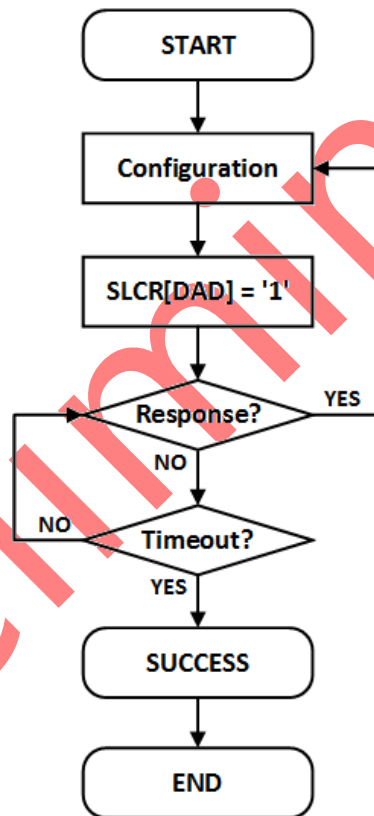 START
Configuration
SLCR[DAD] = '1'
Response?
YES
NO
Timeout?
NO
YES
SUCCESS
END